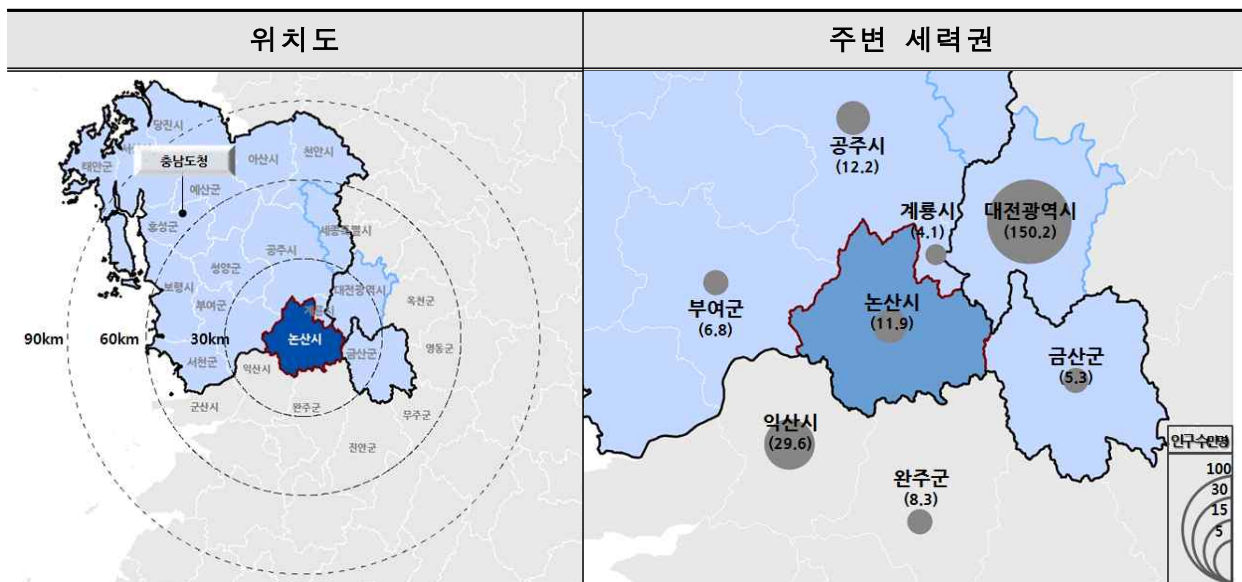 위치도
주변 세력권
당진시
태안군
충남도청
아산시
천안시
예산군
홍성군
세종특별시
공주시
청양군
보령시
부여군
대전광역시
옥천군
계룡시
90km
60km
30km
논산시
금산군
영동군
서천군
익산시
군산시
완주군
무주군
진안군
공주시
(12.2)
계룡시
(4.1)
대전광역시
(150.2)
부여군
(6.8)
논산시
(11.9)
금산군
(5.3)
익산시
(29.6)
완주군
(8.3)
인구수만명
100
30
15
5